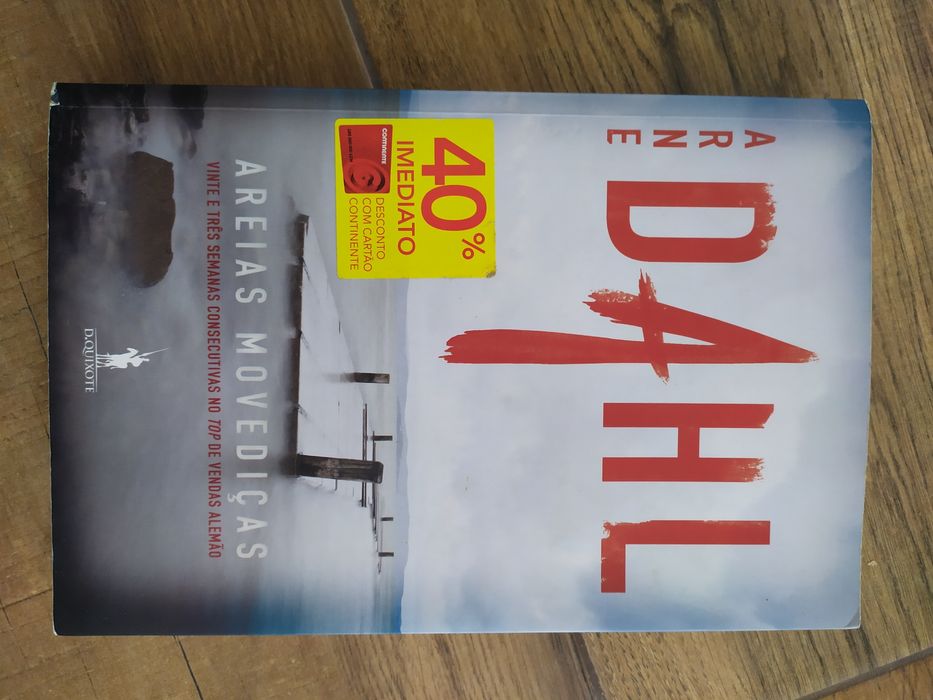 ARNE
DAHL
40%
IMEDIATO
continente
DESCONTO
COM CARTÃO
CONTINENTE
AREIAS MOVEDIÇAS
VINTE E TRÊS SEMANAS CONSECUTIVAS NO TOP DE VENDAS ALEMÃO
D.QUIXOTE